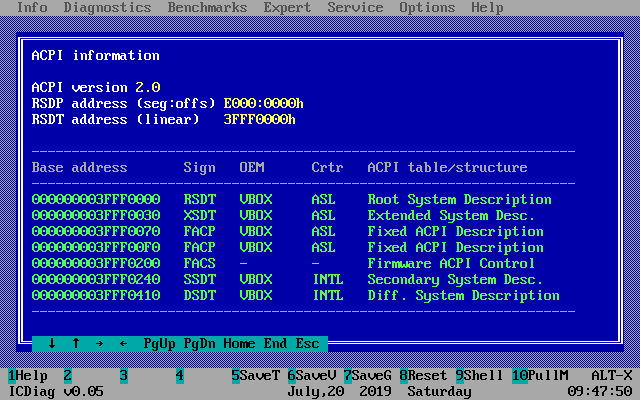 Info Diagnostics Benchmarks Expert Service Options Help
ACPI information
ACPI version 2.0
RSDP address (seg:offs) E000:0000h
RSDT address (linear) 3FFF0000h
Base address Sign OEM Crtr ACPI table/structure
000000003FFF0000 RSDT VBOX ASL Root System Description
000000003FFF0030 XSDT VBOX ASL Extended System Desc.
000000003FFF0070 FACP VBOX ASL Fixed ACPI Description
000000003FFF00F0 FACP VBOX ASL Fixed ACPI Description
000000003FFF0200 FACS - - Firmware ACPI Control
000000003FFF0240 SSDT VBOX INTL Secondary System Desc.
000000003FFF0410 DSDT VBOX INTL Diff. System Description
↓ ↑ → ← PgUp PgDn Home End Esc
1Help 2 3 4 5SaveT 6SaveV 7SaveG 8Reset 9Shell 10PullM ALT-X
ICDiag v0.05 July,20 2019 Saturday 09:47:50